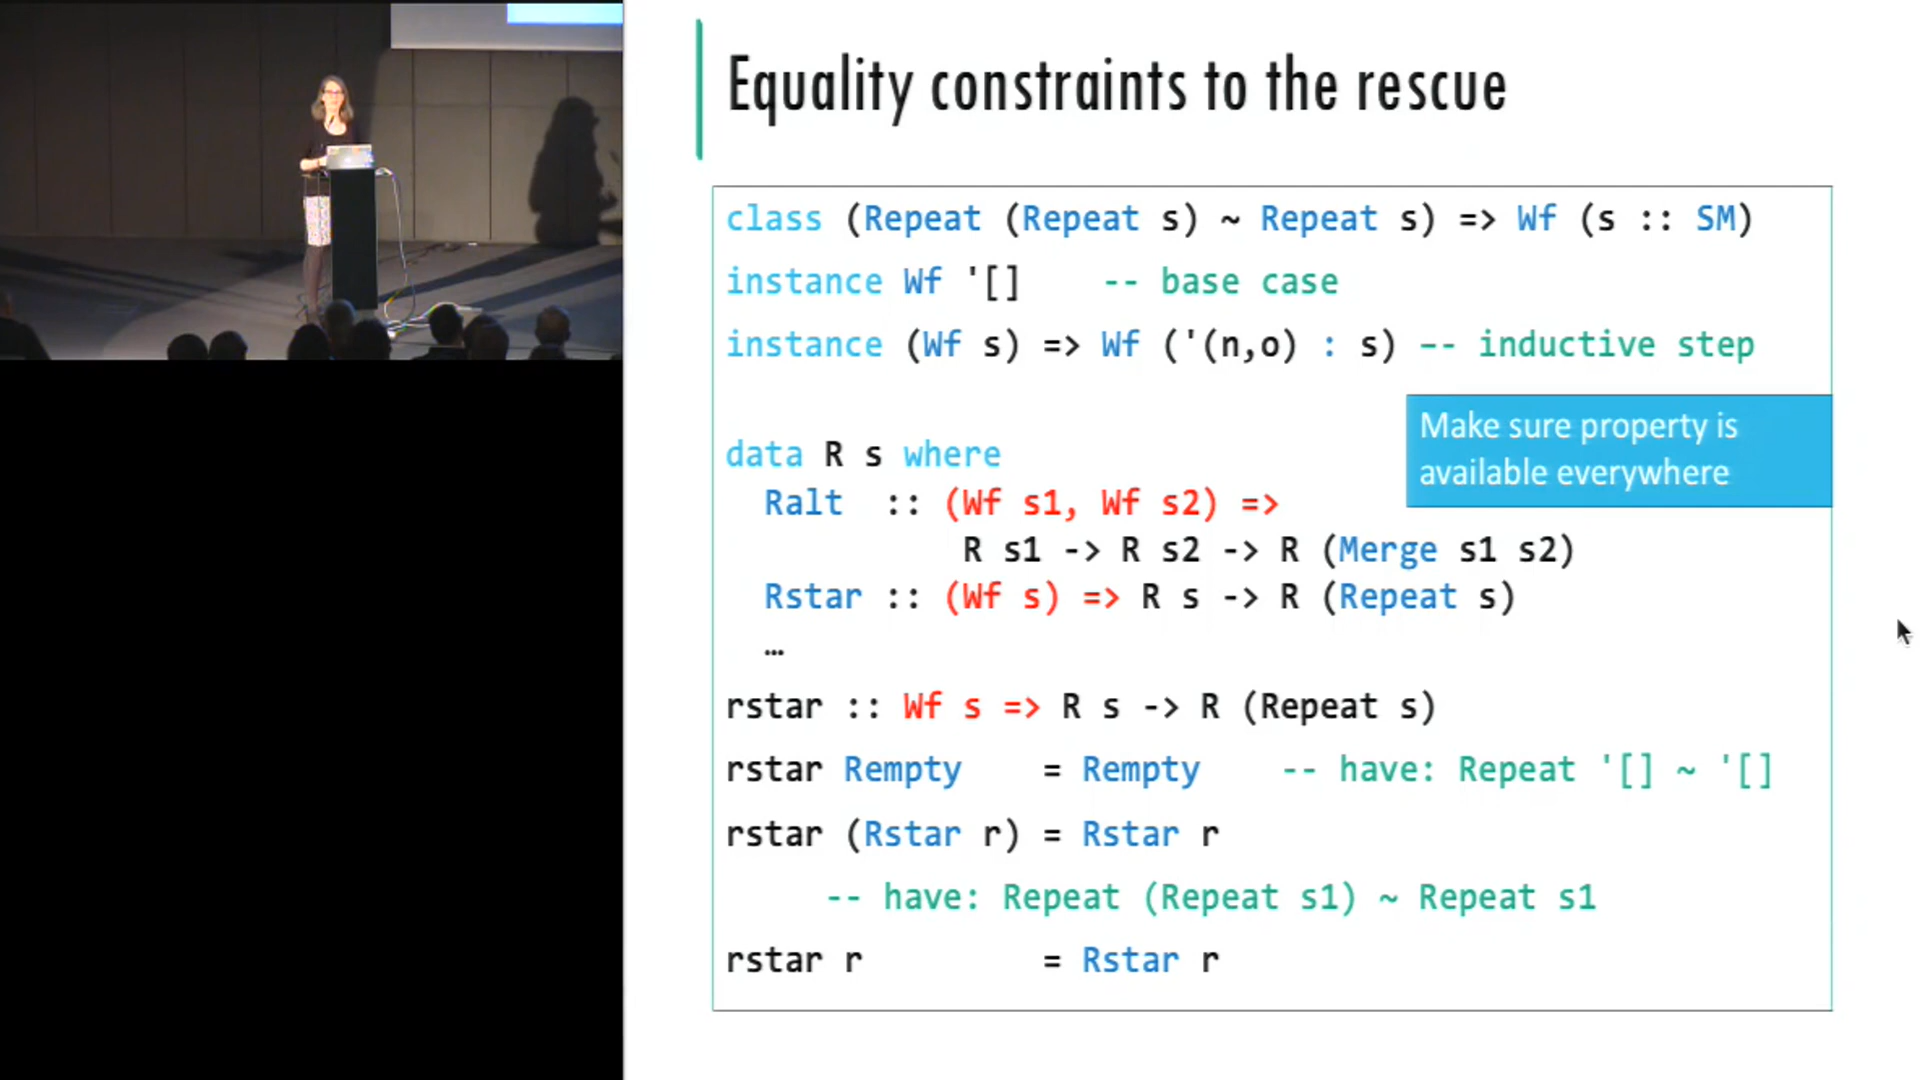 Equality constraints to the rescue
class (Repeat (Repeat s) ~ Repeat s) => Wf (s :: SM)
instance Wf '[]    -- base case
instance (Wf s) => Wf ('(n,o) : s) -- inductive step
Make sure property is
available everywhere
data R s where
Ralt  :: (Wf s1, Wf s2) =>
R s1 -> R s2 -> R (Merge s1 s2)
Rstar :: (Wf s) => R s -> R (Repeat s)
…
rstar :: Wf s => R s -> R (Repeat s)
rstar Rempty    = Rempty    -- have: Repeat '[] ~ '[]
rstar (Rstar r) = Rstar r
-- have: Repeat (Repeat s1) ~ Repeat s1
rstar r         = Rstar r